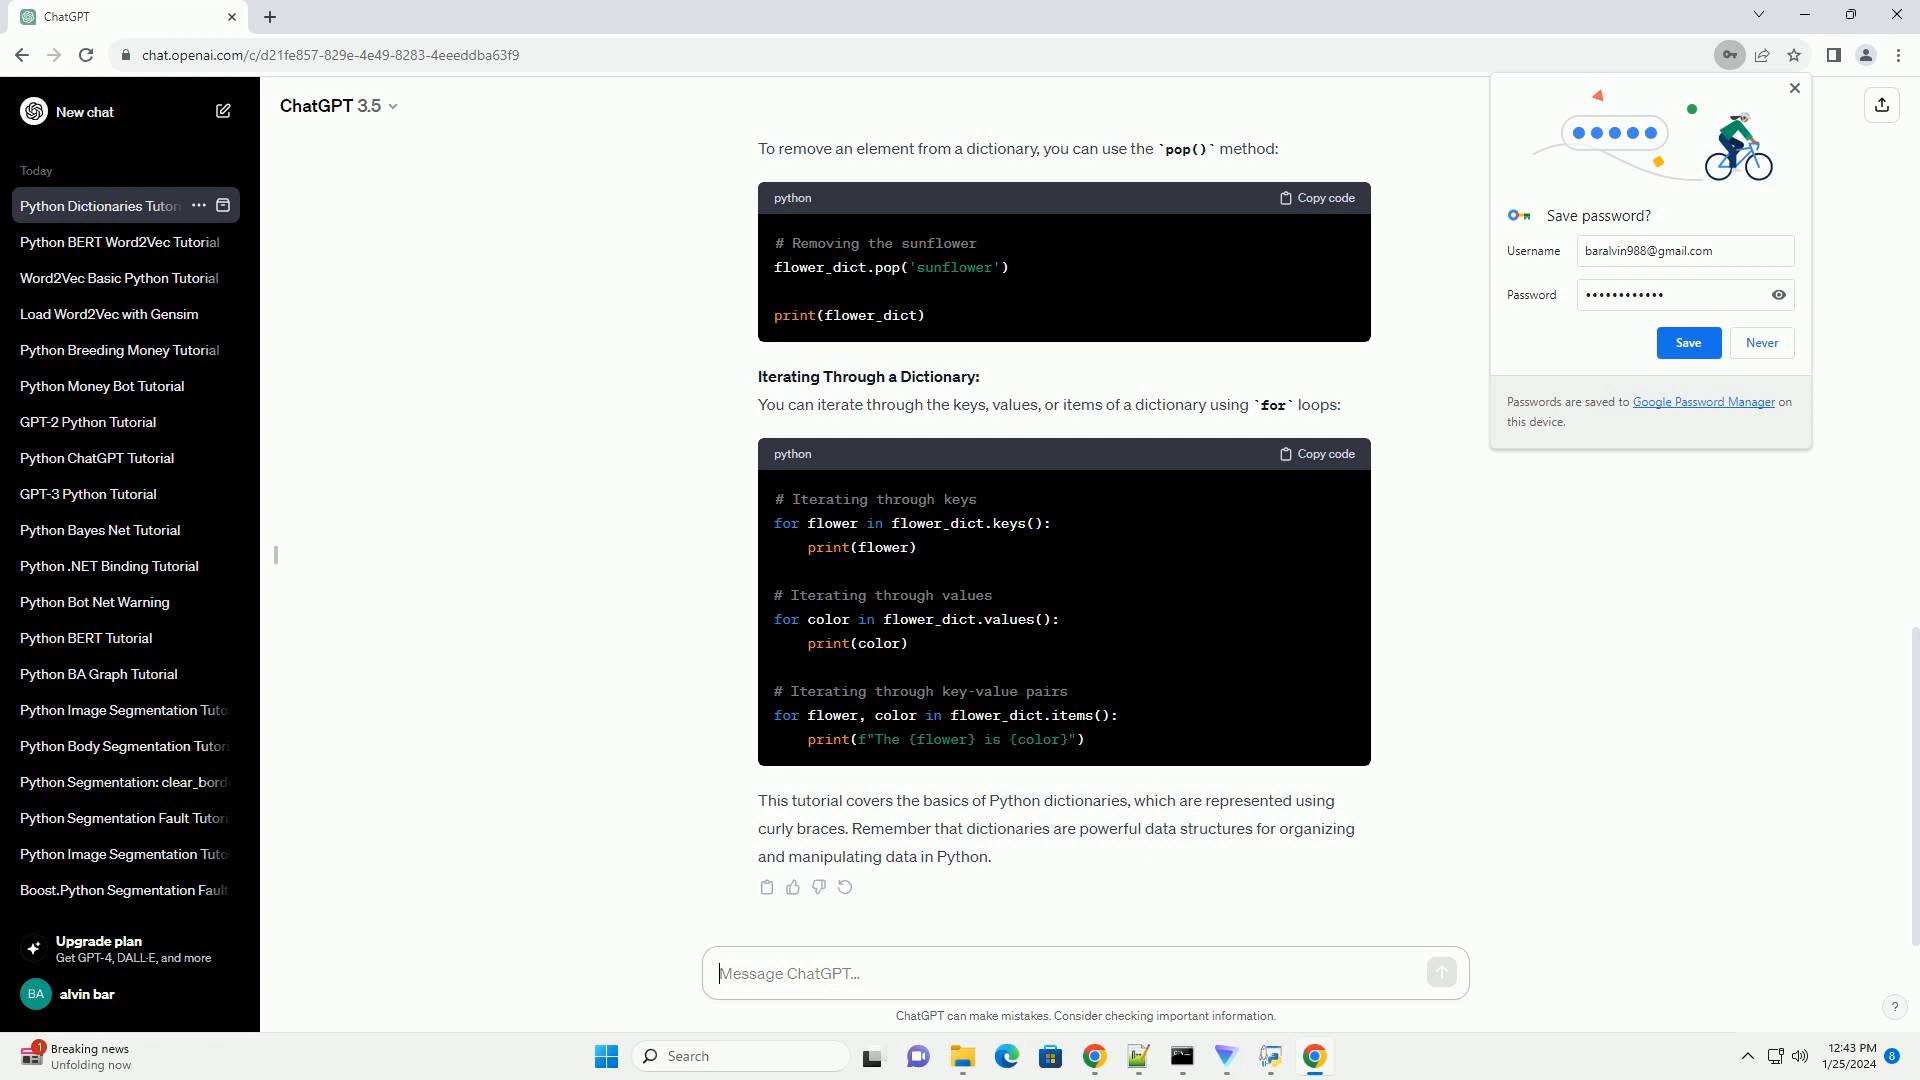 ChatGPT
chat.openai.com/c/d21fe857-829e-4e49-8283-4eeeddba63f9
New chat
Today
Python Dictionaries Tutori
Python BERT Word2Vec Tutorial
Word2Vec Basic Python Tutorial
Load Word2Vec with Gensim
Python Breeding Money Tutorial
Python Money Bot Tutorial
GPT-2 Python Tutorial
Python ChatGPT Tutorial
GPT-3 Python Tutorial
Python Bayes Net Tutorial
Python .NET Binding Tutorial
Python Bot Net Warning
Python BERT Tutorial
Python BA Graph Tutorial
Python Image Segmentation Tuto
Python Body Segmentation Tutori
Python Segmentation: clear_bord
Python Segmentation Fault Tutori
Python Image Segmentation Tuto
Boost.Python Segmentation Fault
Upgrade plan
Get GPT-4, DALL·E, and more
BA
alvin bar
ChatGPT 3.5
To remove an element from a dictionary, you can use the `pop()` method:
python
Copy code
# Removing the sunflower
flower_dict.pop('sunflower')
print(flower_dict)
Iterating Through a Dictionary:
You can iterate through the keys, values, or items of a dictionary using `for` loops:
python
Copy code
# Iterating through keys
for flower in flower_dict.keys():
    print(flower)
# Iterating through values
for color in flower_dict.values():
    print(color)
# Iterating through key-value pairs
for flower, color in flower_dict.items():
    print(f"The {flower} is {color}")
This tutorial covers the basics of Python dictionaries, which are represented using
curly braces. Remember that dictionaries are powerful data structures for organizing
and manipulating data in Python.
Message ChatGPT…
ChatGPT can make mistakes. Consider checking important information.
?
Save password?
Username
baralvin988@gmail.com
Password
••••••••••••
Save
Never
Passwords are saved to Google Password Manager on
this device.
1
Breaking news
Unfolding now
Search
12:43 PM
1/25/2024
8